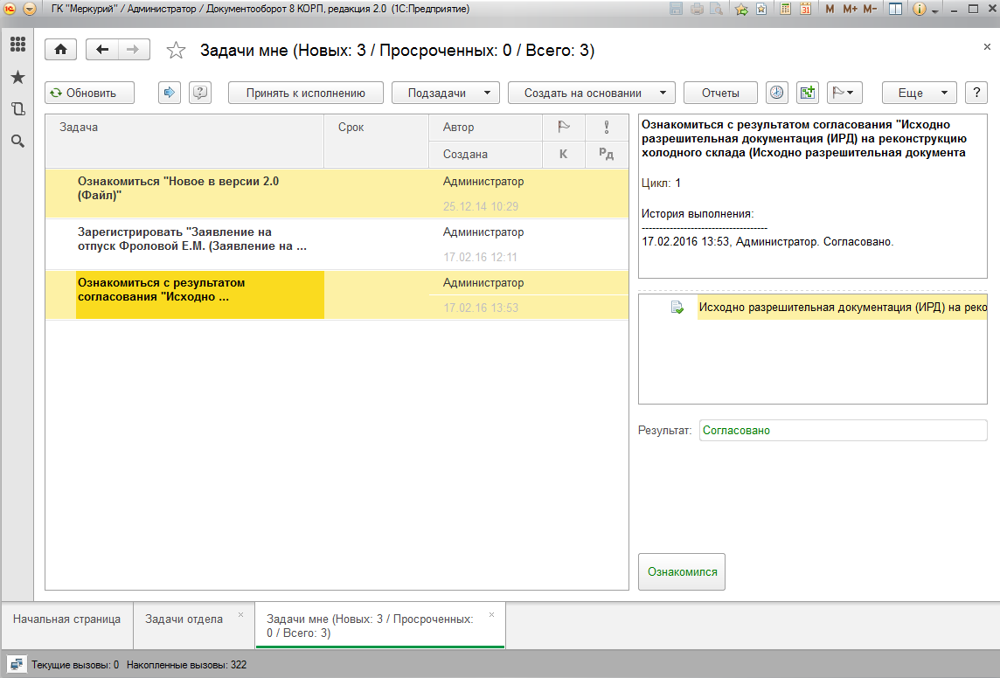 ГК "Меркурий" / Администратор / Документооборот 8 КОРП, редакция 2.0 (1С:Предприятие)
M M+ M-
Задачи мне (Новых: 3 / Просроченных: 0 / Всего: 3)
Обновить
Принять к исполнению
Подзадачи
Создать на основании
Отчеты
Еще
?
Задача
Срок
Автор
!
Создана
К
Рд
Ознакомиться "Новое в версии 2.0
(Файл)"
Администратор
25.12.14 10:29
Зарегистрировать "Заявление на
отпуск Фроловой Е.М. (Заявление на ...
Администратор
17.02.16 12:11
Ознакомиться с результатом
согласования "Исходно ...
Администратор
17.02.16 13:53
Ознакомиться с результатом согласования "Исходно
разрешительная документация (ИРД) на реконструкцию
холодного склада (Исходно разрешительная документа
Цикл: 1
История выполнения:
------------------------------------
17.02.2016 13:53, Администратор. Согласовано.
Исходно разрешительная документация (ИРД) на реко
Результат:
Согласовано
Ознакомился
Начальная страница
Задачи отдела
Задачи мне (Новых: 3 / Просроченных:
0 / Всего: 3)
Текущие вызовы: 0 Накопленные вызовы: 322